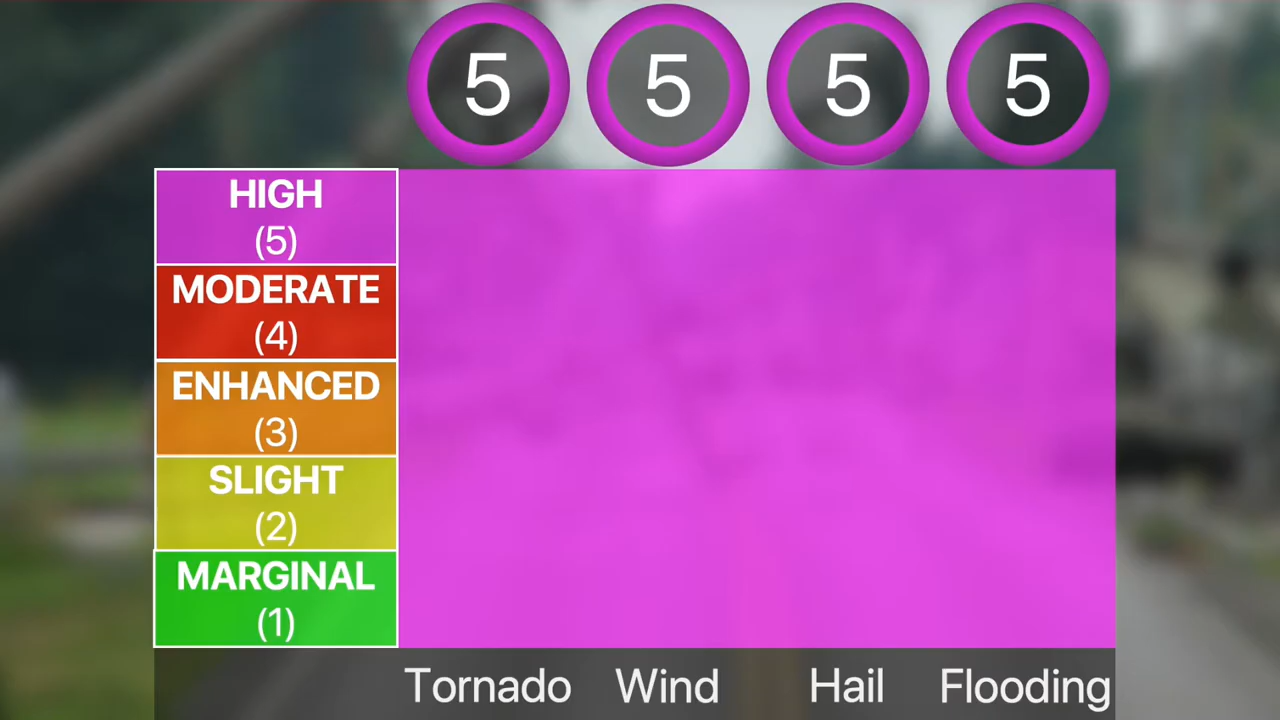 5 5 5 5
HIGH
(5)
MODERATE
(4)
ENHANCED
(3)
SLIGHT
(2)
MARGINAL
(1)
Tornado Wind Hail Flooding